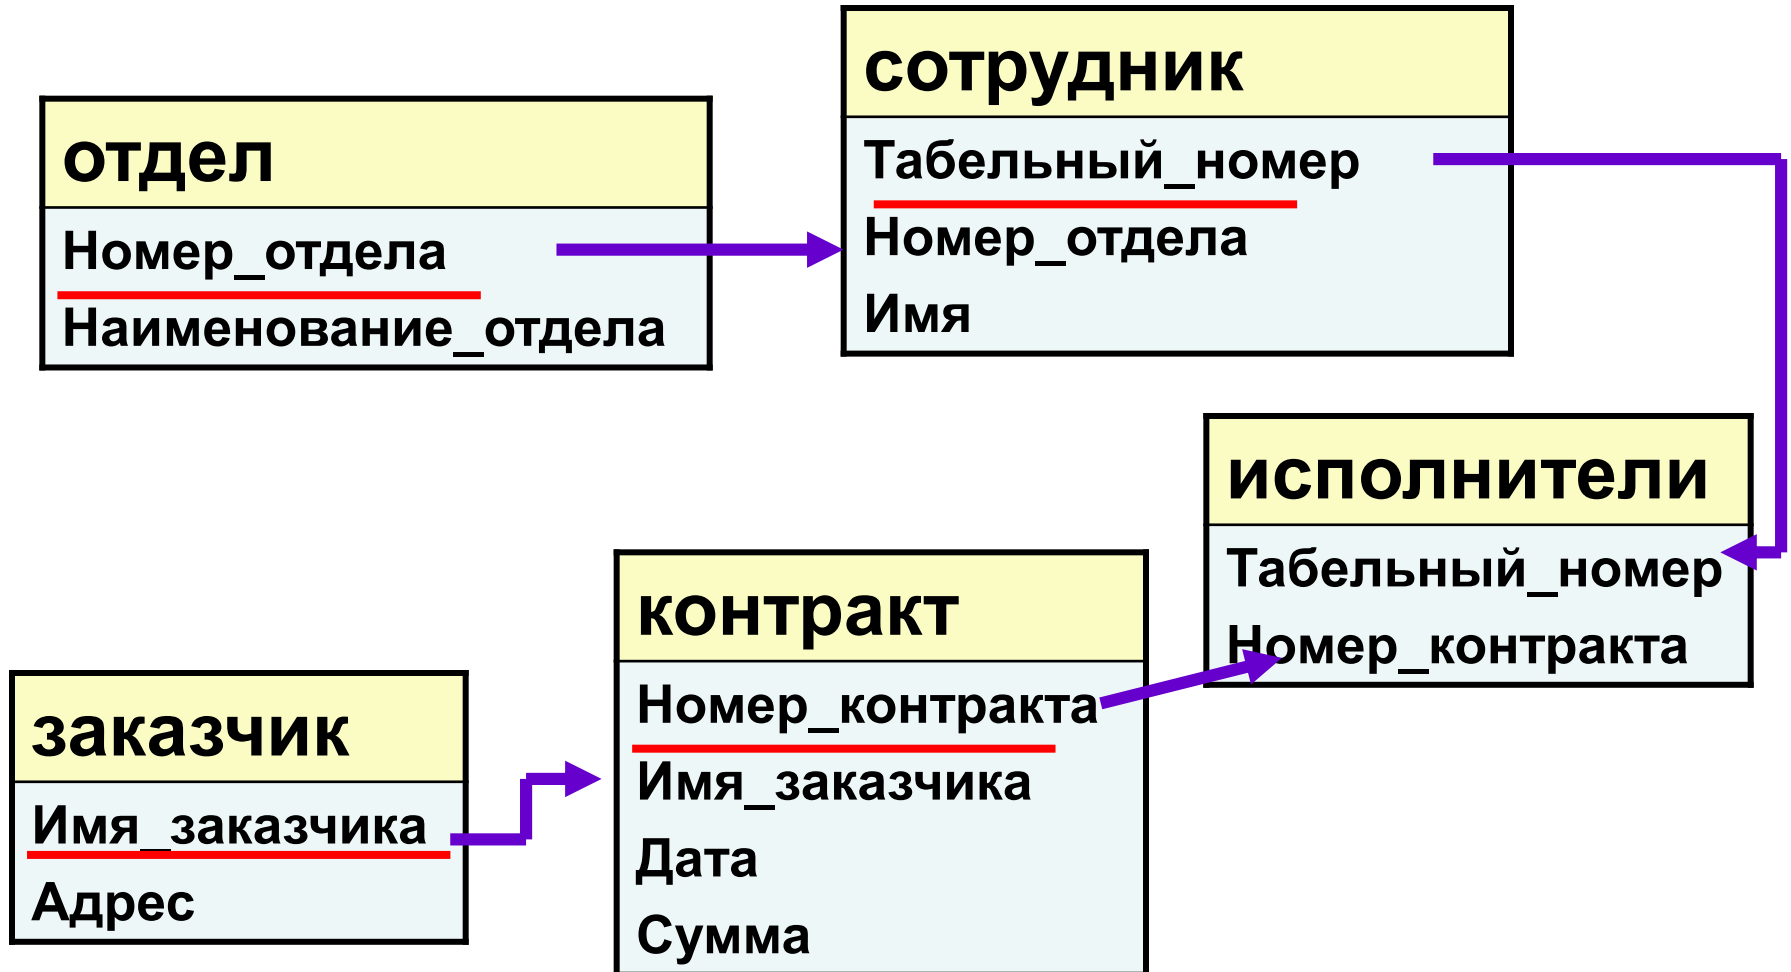 отдел
Номер_отдела
Наименование_отдела
сотрудник
Табельный_номер
Номер_отдела
Имя
исполнители
Табельный_номер
Номер_контракта
контракт
Номер_контракта
Имя_заказчика
Дата
Сумма
заказчик
Имя_заказчика
Адрес